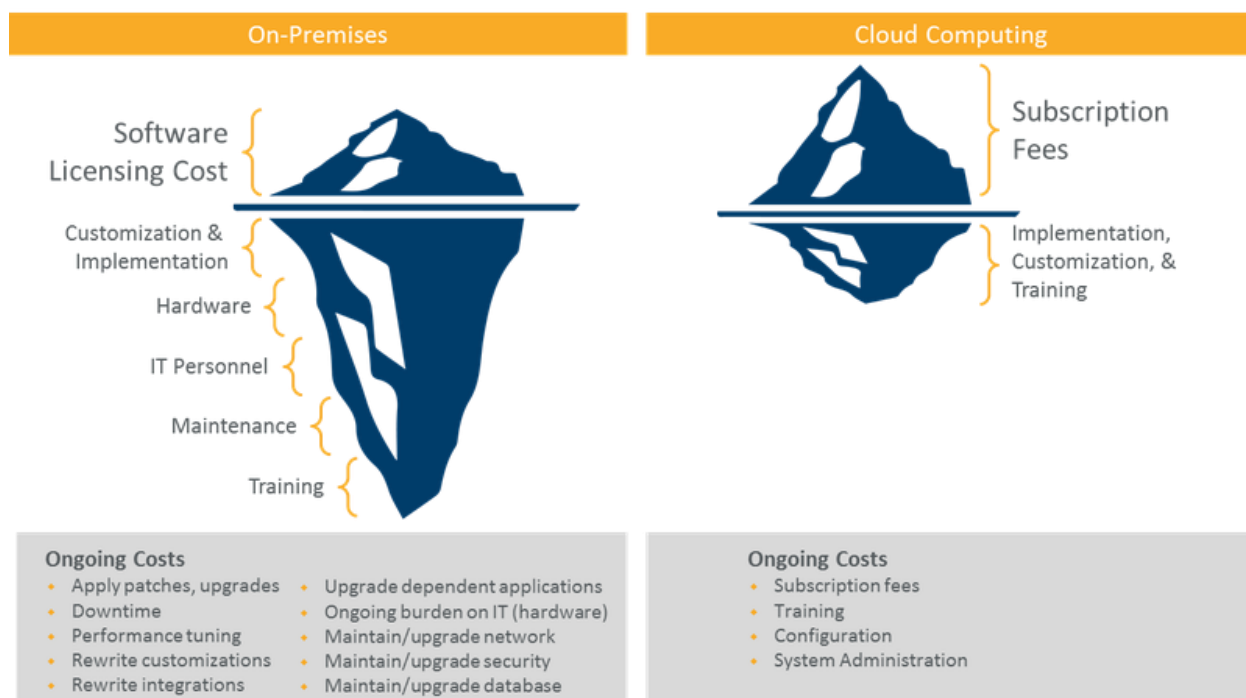 On-Premises
Software
Licensing Cost
Customization &
Implementation
Hardware
IT Personnel
Maintenance
Training
Ongoing Costs
Apply patches, upgrades
Downtime
Performance tuning
Rewrite customizations
Rewrite integrations
Upgrade dependent applications
Ongoing burden on IT (hardware)
Maintain/upgrade network
Maintain/upgrade security
Maintain/upgrade database
Cloud Computing
Subscription
Fees
Implementation,
Customization, &
Training
Ongoing Costs
Subscription fees
Training
Configuration
System Administration